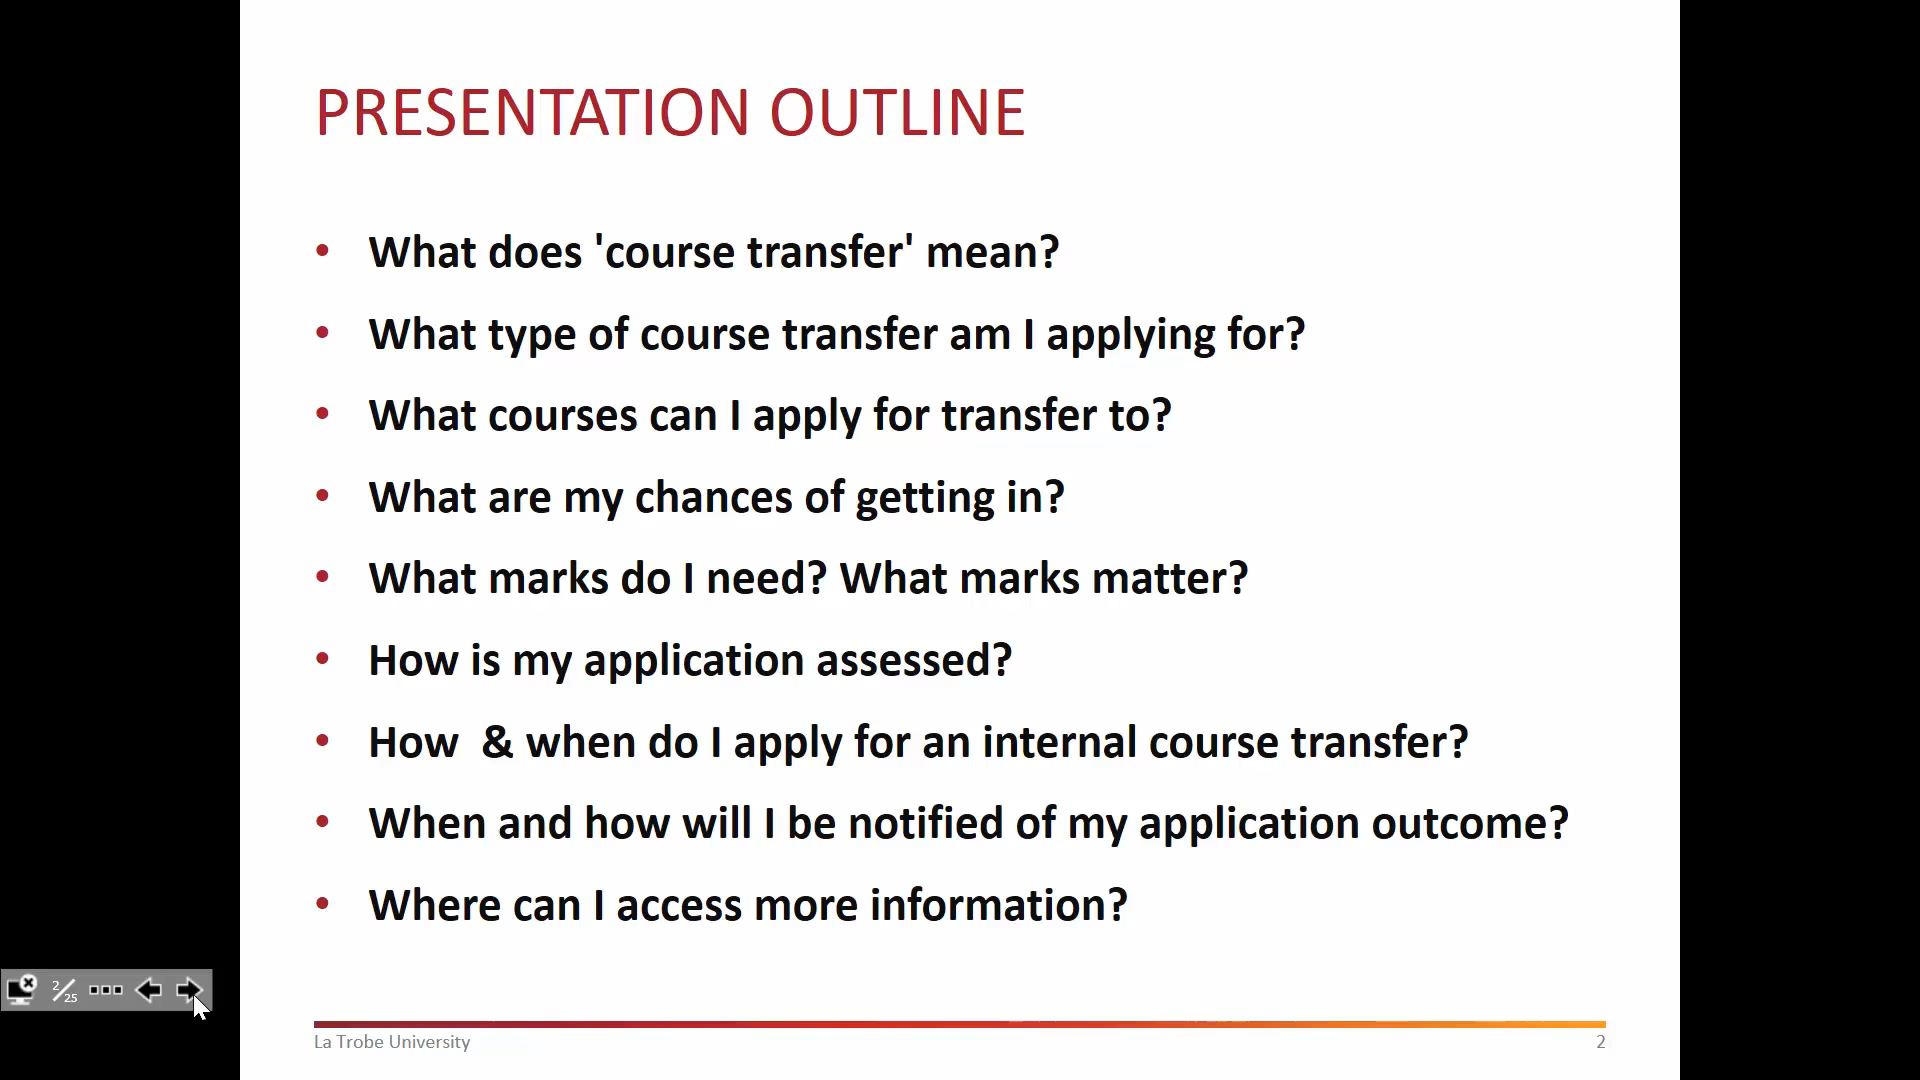 PRESENTATION OUTLINE
• What does 'course transfer' mean?
• What type of course transfer am I applying for?
• What courses can I apply for transfer to?
• What are my chances of getting in?
• What marks do I need? What marks matter?
• How is my application assessed?
• How  & when do I apply for an internal course transfer?
• When and how will I be notified of my application outcome?
• Where can I access more information?
2/25
La Trobe University
2